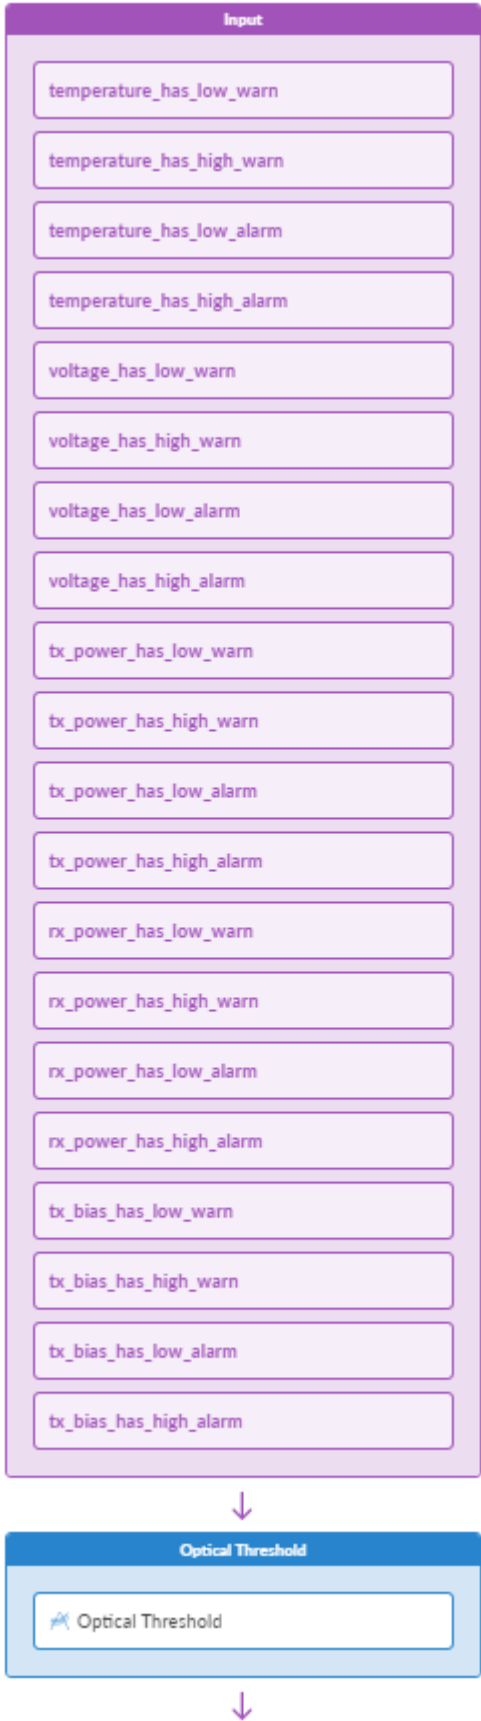 Input
temperature_has_low_warn
temperature_has_high_warn
temperature_has_low_alarm
temperature_has_high_alarm
voltage_has_low_warn
voltage_has_high_warn
voltage_has_low_alarm
voltage_has_high_alarm
tx_power_has_low_warn
tx_power_has_high_warn
tx_power_has_low_alarm
tx_power_has_high_alarm
rx_power_has_low_warn
rx_power_has_high_warn
rx_power_has_low_alarm
rx_power_has_high_alarm
tx_bias_has_low_warn
tx_bias_has_high_warn
tx_bias_has_low_alarm
tx_bias_has_high_alarm
Optical Threshold
Optical Threshold